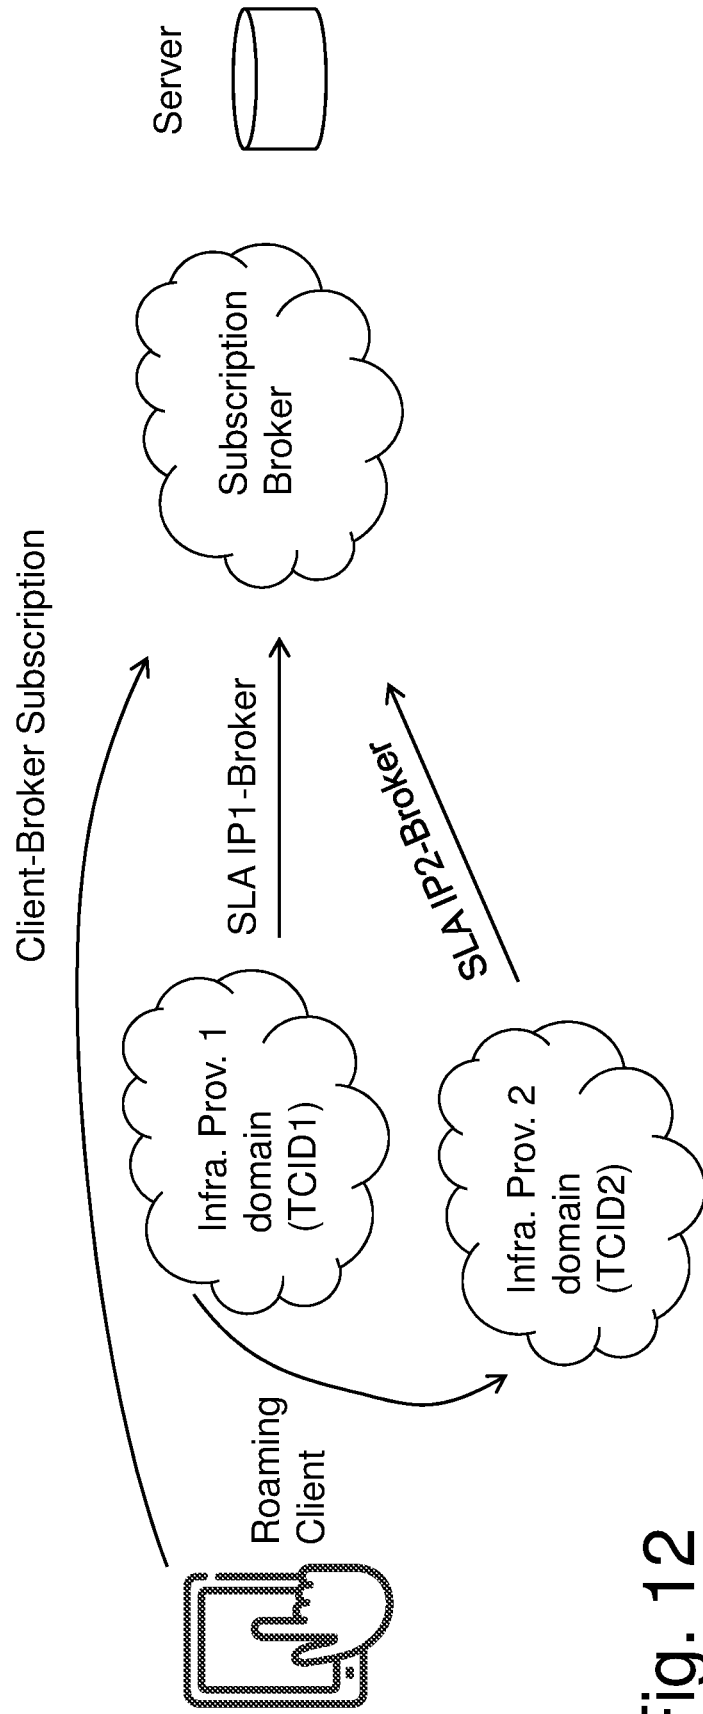 Client-Broker Subscription
Server
Subscription
Broker
SLA IP1-Broker
SLA IP2-Broker
Infra. Prov. 1
domain
(TCID1)
Infra. Prov. 2
domain
(TCID2)
Roaming
Client
Fig. 12